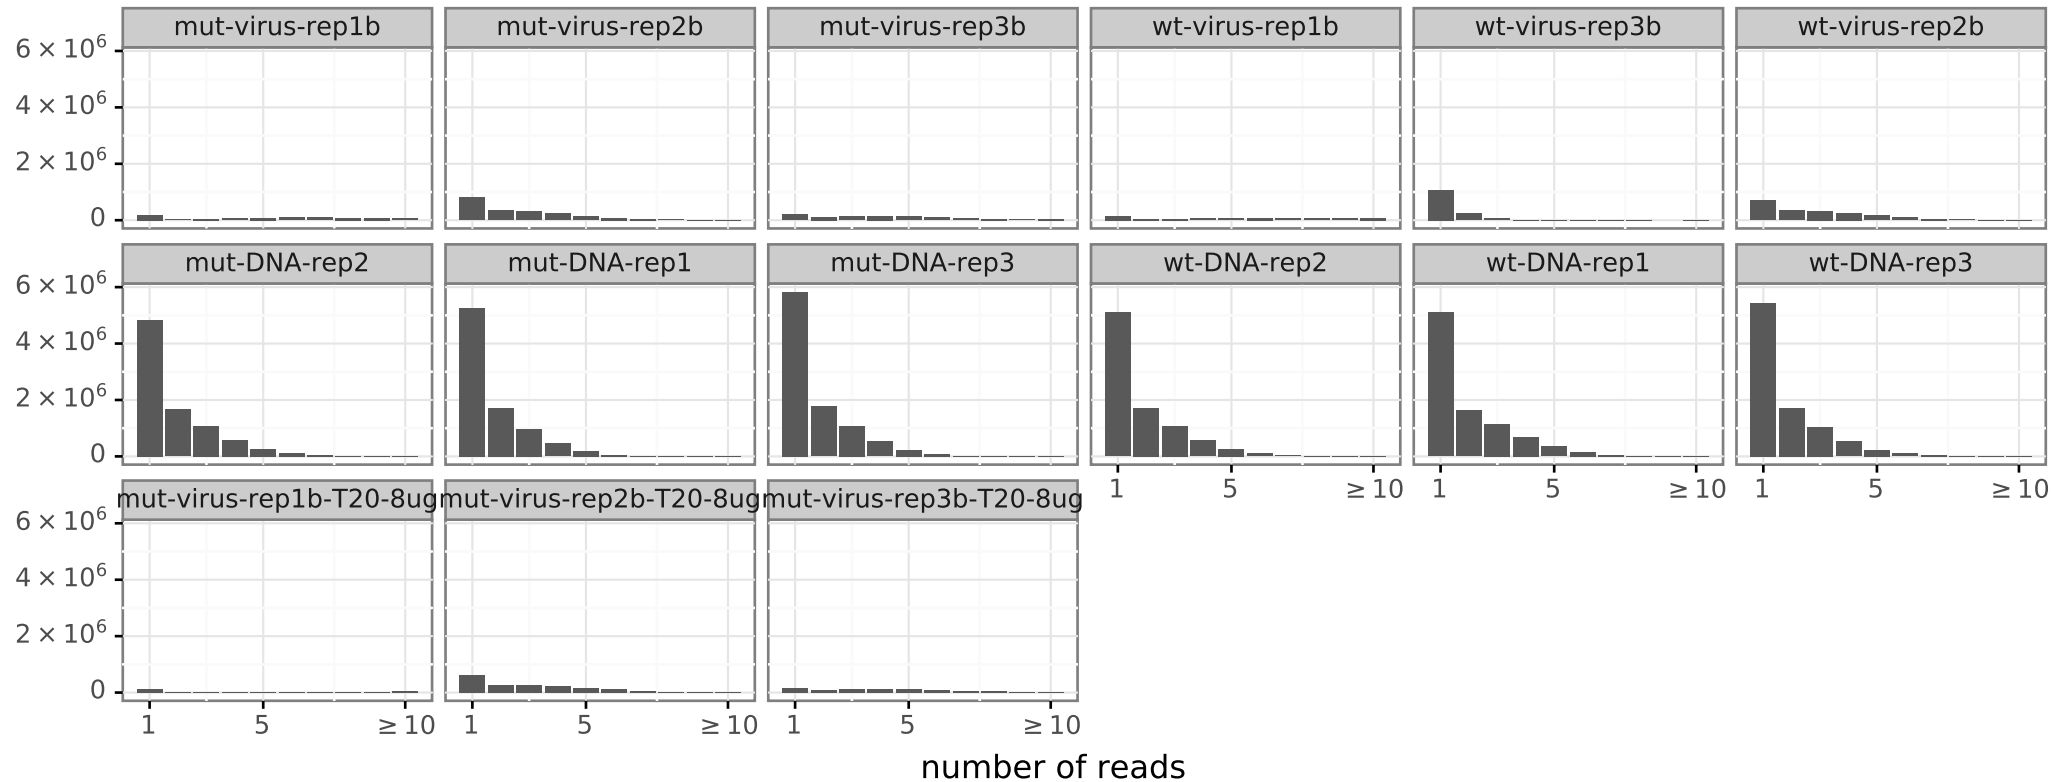 mut-virus-rep1b mut-virus-rep2b mut-virus-rep3b wt-virus-rep1b wt-virus-rep3b wt-virus-rep2b
6 × 10⁶
4 × 10⁶
2 × 10⁶
0
mut-DNA-rep2 mut-DNA-rep1 mut-DNA-rep3 wt-DNA-rep2 wt-DNA-rep1 wt-DNA-rep3
6 × 10⁶
4 × 10⁶
2 × 10⁶
0
1 5 ≥ 10 1 5 ≥ 10 1 5 ≥ 10
mut-virus-rep1b-T20-8ug mut-virus-rep2b-T20-8ug mut-virus-rep3b-T20-8ug
6 × 10⁶
4 × 10⁶
2 × 10⁶
0
1 5 ≥ 10 1 5 ≥ 10 1 5 ≥ 10
number of reads